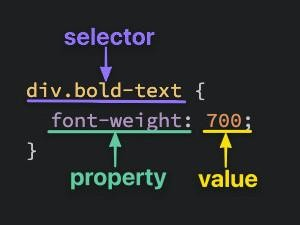 selector
div.bold-text {
font-weight: 700;
}
property value